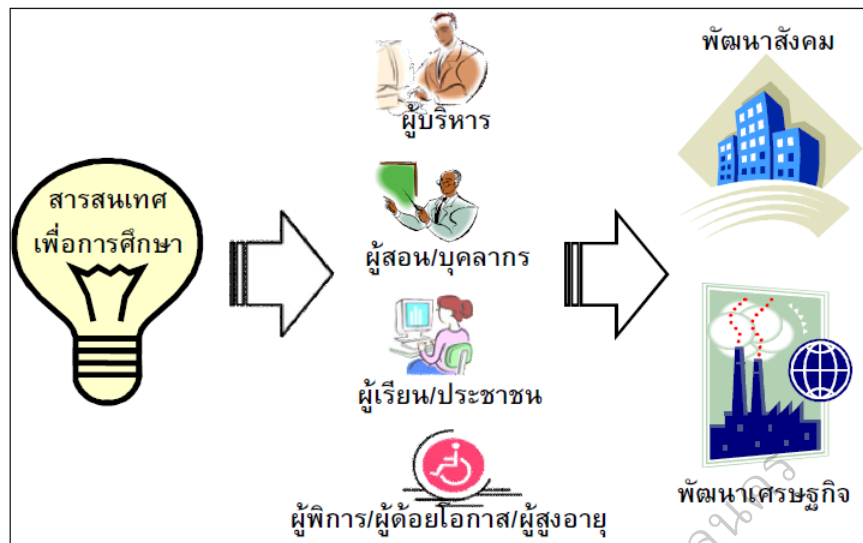 สารสนเทศ
เพื่อการศึกษา
ผู้บริหาร
ผู้สอน/บุคลากร
ผู้เรียน/ประชาชน
ผู้พิการ/ผู้ด้อยโอกาส/ผู้สูงอายุ
พัฒนาสังคม
พัฒนาเศรษฐกิจ